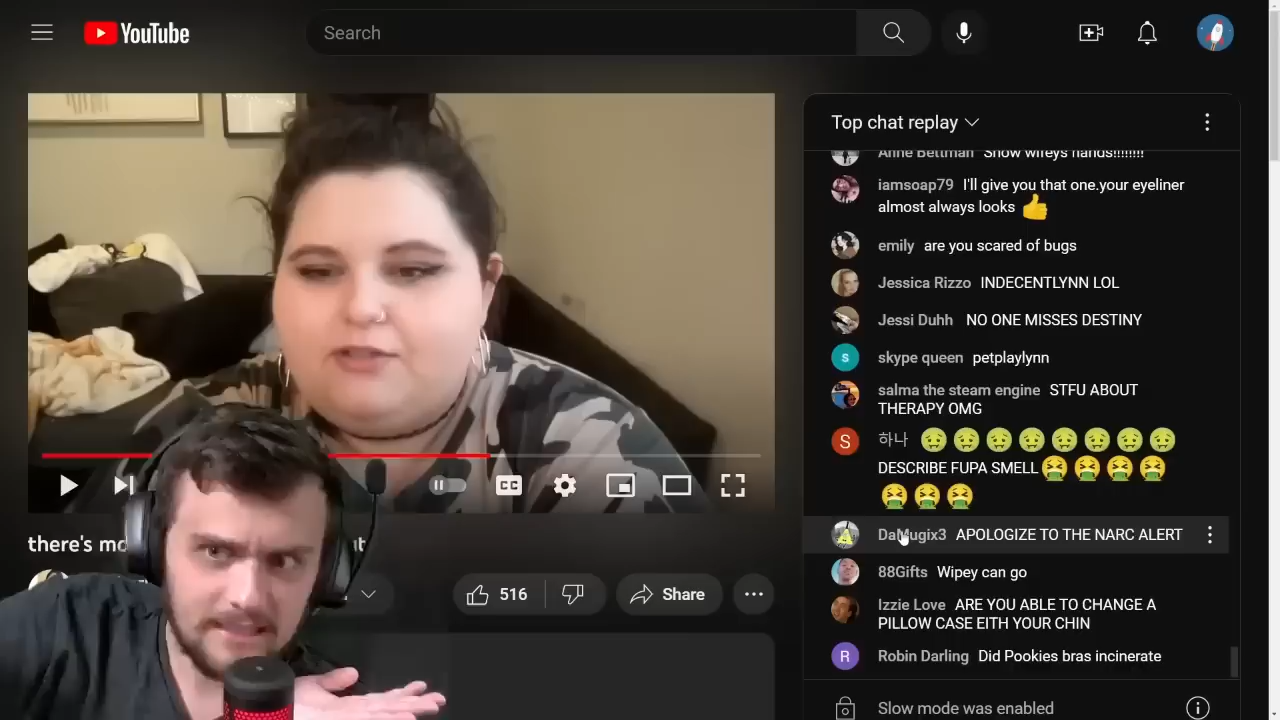 YouTube
Search
Top chat replay
Anne Bettman Show wifeys hands!!!!!!!!
iamsoap79 I'll give you that one.your eyeliner
almost always looks 👍
emily are you scared of bugs
Jessica Rizzo INDECENTLYNN LOL
Jessi Duhh NO ONE MISSES DESTINY
s
skype queen petplaylynn
salma the steam engine STFU ABOUT
THERAPY OMG
S
하나 🤢🤢🤢🤢🤢🤢🤢🤢
DESCRIBE FUPA SMELL🤮🤮🤮🤮
🤮🤮🤮
DaMugix3 APOLOGIZE TO THE NARC ALERT
88Gifts Wipey can go
Izzie Love ARE YOU ABLE TO CHANGE A
PILLOW CASE EITH YOUR CHIN
R
Robin Darling Did Pookies bras incinerate
Slow mode was enabled
CC
there's
516
Share